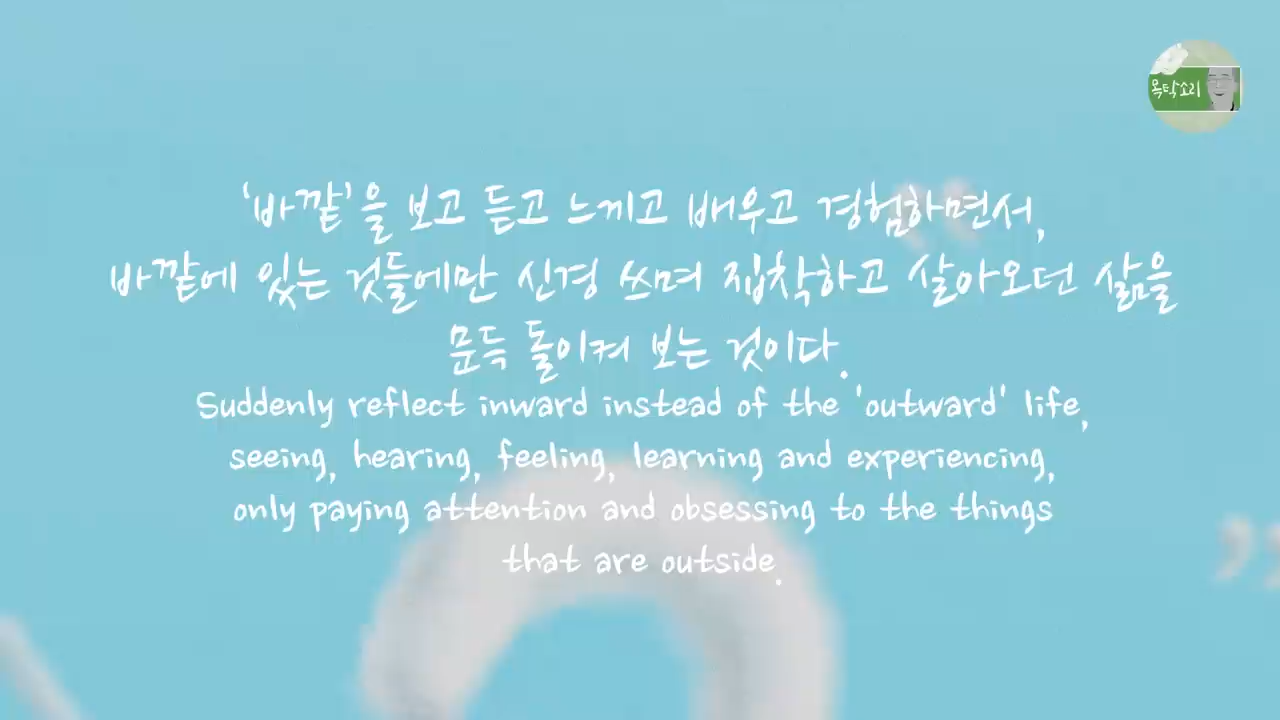 목탁소리
'바깥'을 보고 듣고 느끼고 배우고 경험하면서,
바깥에 있는 것들에만 신경 쓰며 집착하고 살아오던 삶을
문득 돌이켜 보는 것이다.
Suddenly reflect inward instead of the 'outward' life,
seeing, hearing, feeling, learning and experiencing,
only paying attention and obsessing to the things
that are outside.